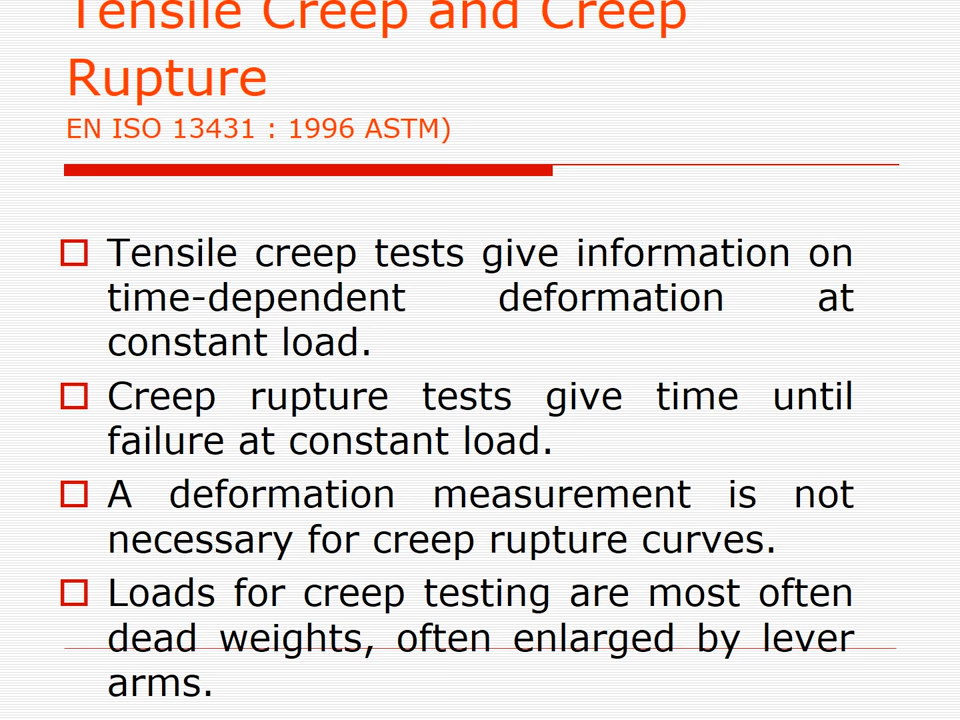 Tensile Creep and Creep
Rupture
EN ISO 13431 : 1996 ASTM)
Tensile creep tests give information on
time-dependent deformation at
constant load.
Creep rupture tests give time until
failure at constant load.
A deformation measurement is not
necessary for creep rupture curves.
Loads for creep testing are most often
dead weights, often enlarged by lever
arms.